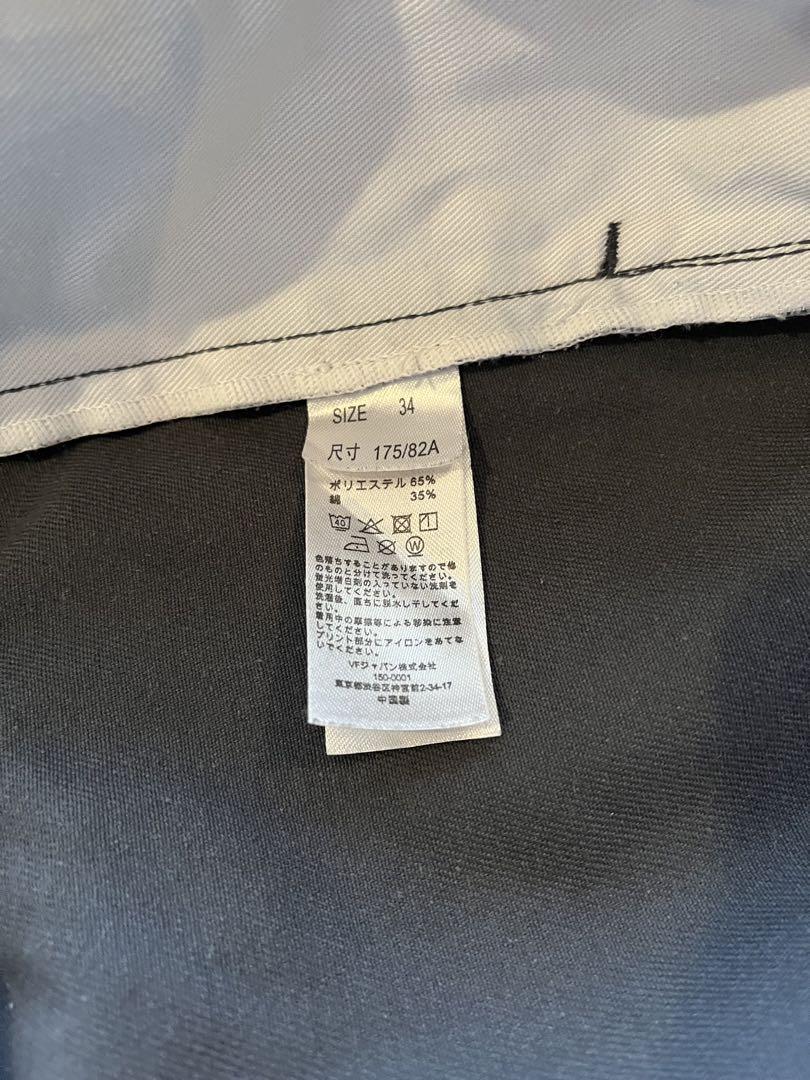 SIZE 34
尺寸 175/82A
ポリエステル 65%
綿 35%
40
W
色落ちすることがありますので他
のものと分けて洗ってください。
蛍光増白剤の入っていない洗剤を
使用してください。
洗濯後、直ちに脱水し干してくだ
さい。
着用中の摩擦等による移染に注意
してください。
プリント部分にアイロンをあてな
いでください。
VFジャパン株式会社
150-0001
東京都渋谷区神宮前2-34-17
中国製